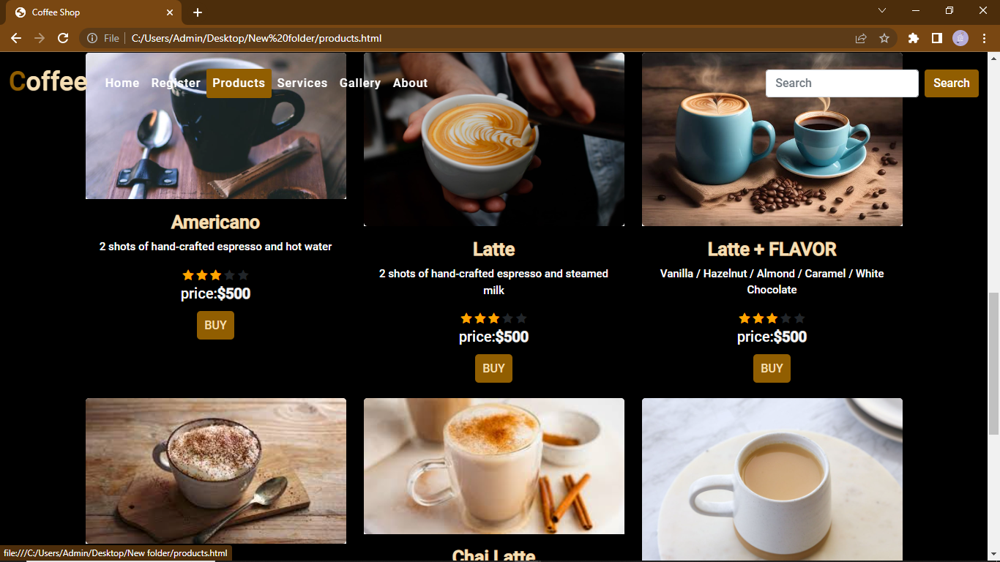 Coffee Shop
File
C:/Users/Admin/Desktop/New%20folder/products.html
Coffee
Home Register Products Services Gallery About
Search
Search
Americano
2 shots of hand-crafted espresso and hot water
price:$500
BUY
Latte
2 shots of hand-crafted espresso and steamed
milk
price:$500
BUY
Latte + FLAVOR
Vanilla / Hazelnut / Almond / Caramel / White
Chocolate
price:$500
BUY
Chai Latte
file:///C:/Users/Admin/Desktop/New folder/products.html